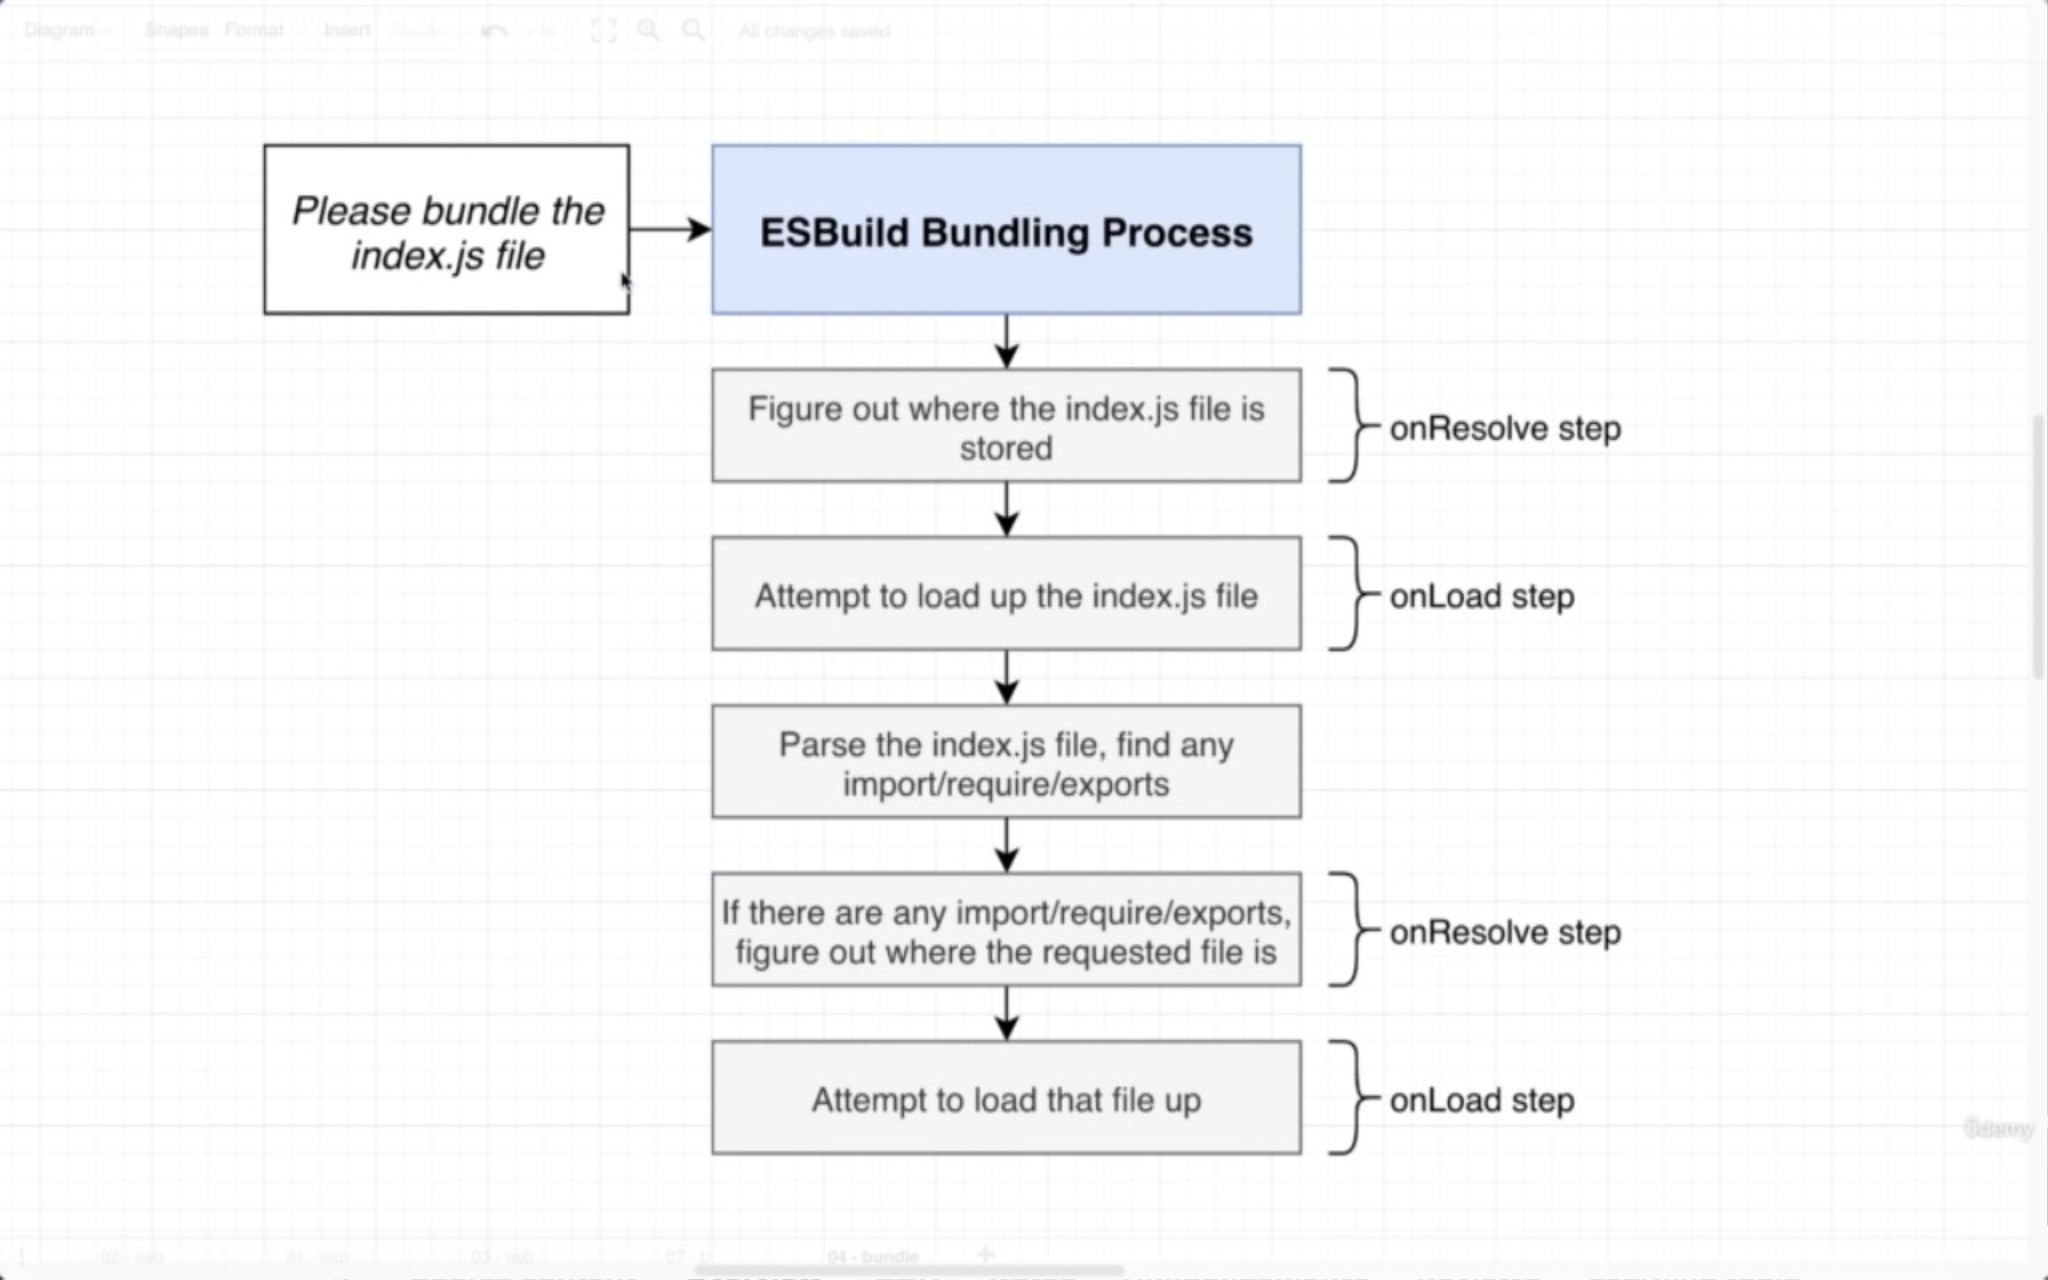 Diagram
Shapes
Format
Insert
Delete
All changes saved
Please bundle the
index.js file
ESBuild Bundling Process
Figure out where the index.js file is
stored
onResolve step
Attempt to load up the index.js file
onLoad step
Parse the index.js file, find any
import/require/exports
If there are any import/require/exports,
figure out where the requested file is
onResolve step
Attempt to load that file up
onLoad step
ûdemy
02 - esb
01 - esb
03 - esb
07 - b
04 - bundle